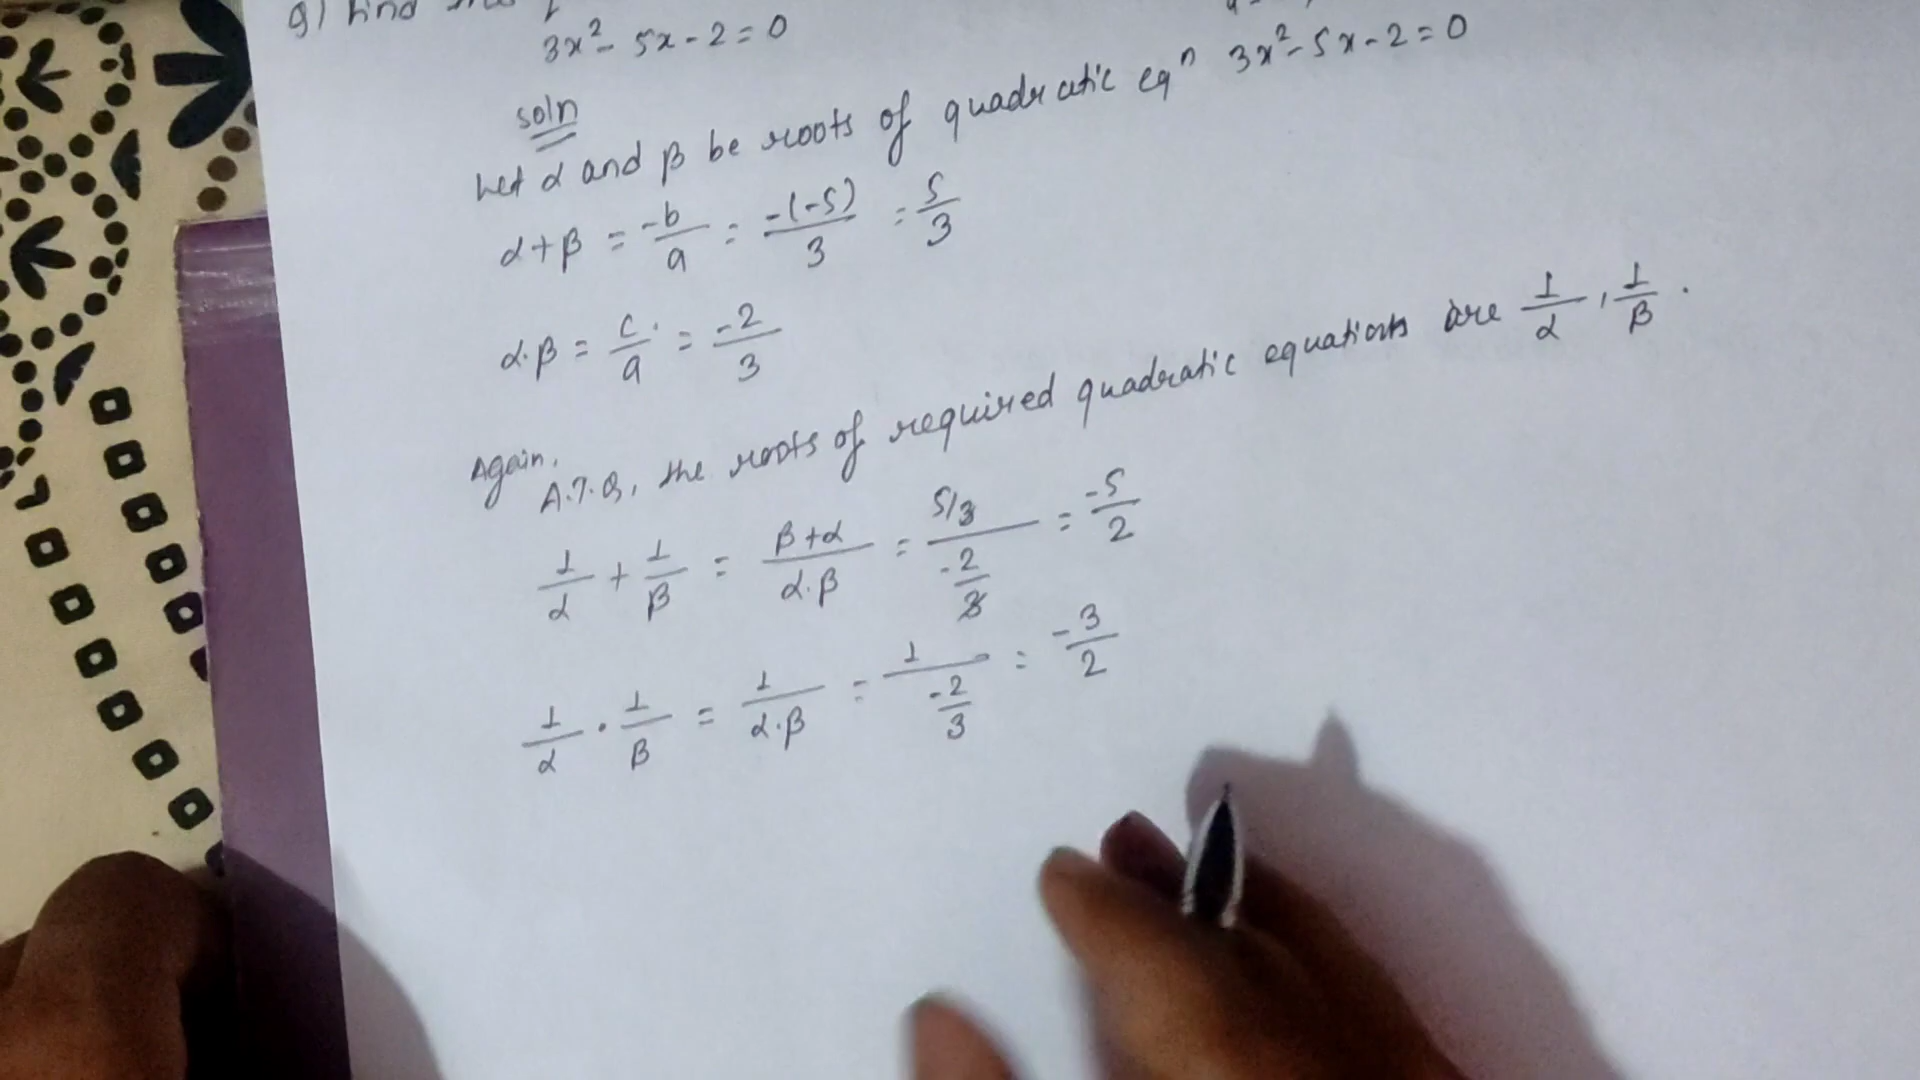 9) Find
3x² - 5x - 2 = 0
soln
Let α and β be roots of quadratic eqⁿ 3x² - 5x - 2 = 0
α + β = -b/a = -(-5)/3 = 5/3
α.β = c/a = -2/3
Again,
A.T.Q, the roots of required quadratic equations are 1/α, 1/β.
1/α + 1/β = β+α/α.β = 5/3/-2/3 = -5/2
1/α . 1/β = 1/α.β = 1/-2/3 = -3/2